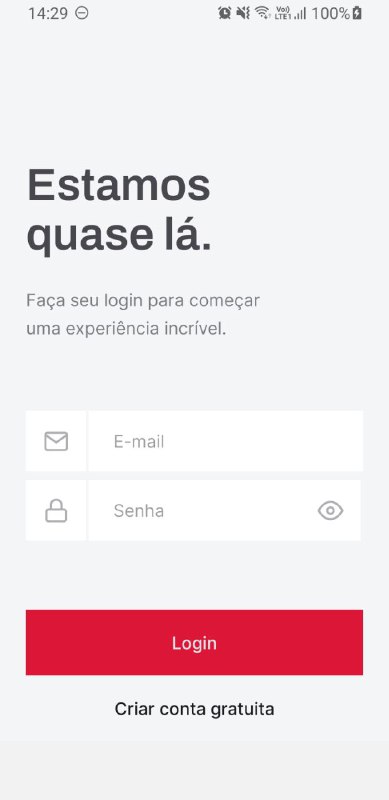 14:29
Vo)) LTE1 100%
Estamos
quase lá.
Faça seu login para começar
uma experiência incrível.
E-mail
Senha
Login
Criar conta gratuita